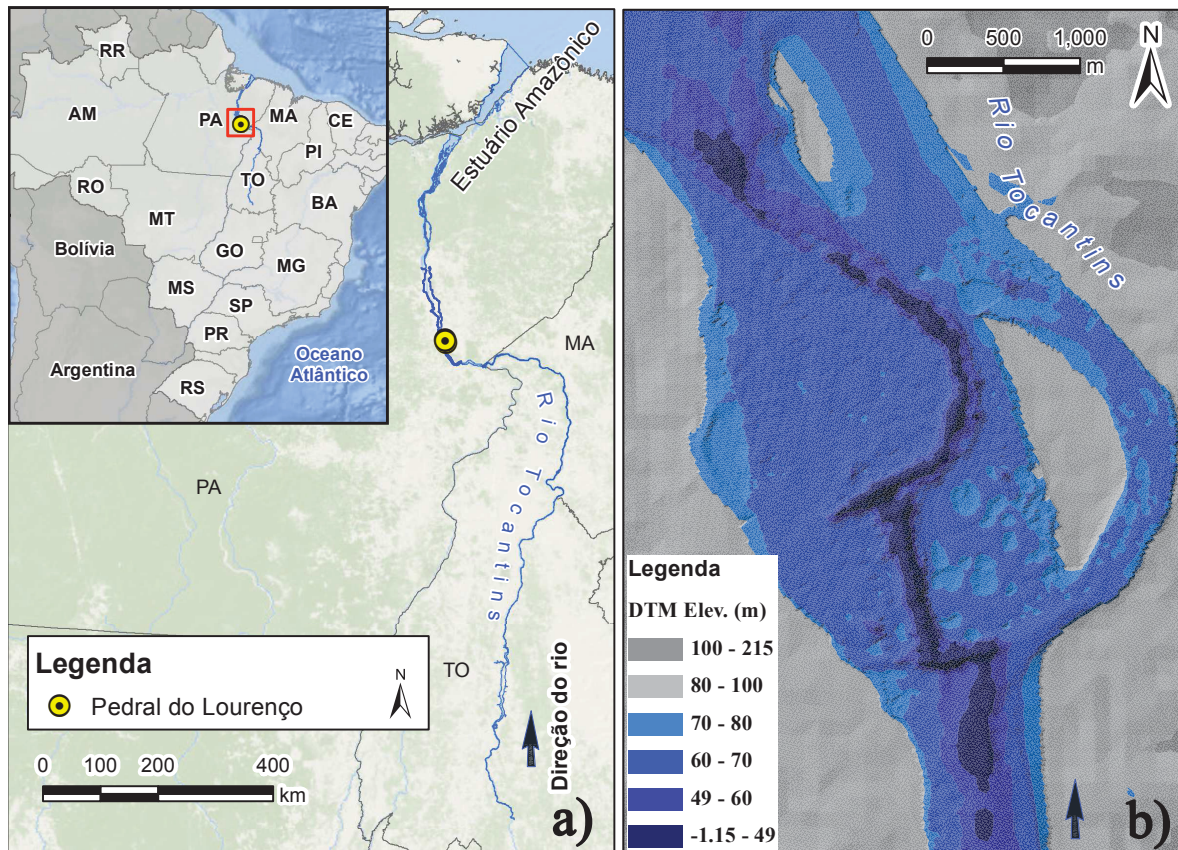 RR
AM
PA
MA
CE
PI
TO
RO
BA
MT
Bolívia
GO
MG
MS
SP
PR
Argentina
RS
Oceano
Atlântico
Estuário Amazônico
MA
PA
TO
Rio Tocantins
Direção do rio
Legenda
Pedral do Lourenço
N
0 100 200 400
km
a)
0 500 1,000
m
N
Rio Tocantins
Legenda
DTM Elev. (m)
100 - 215
80 - 100
70 - 80
60 - 70
49 - 60
-1.15 - 49
b)